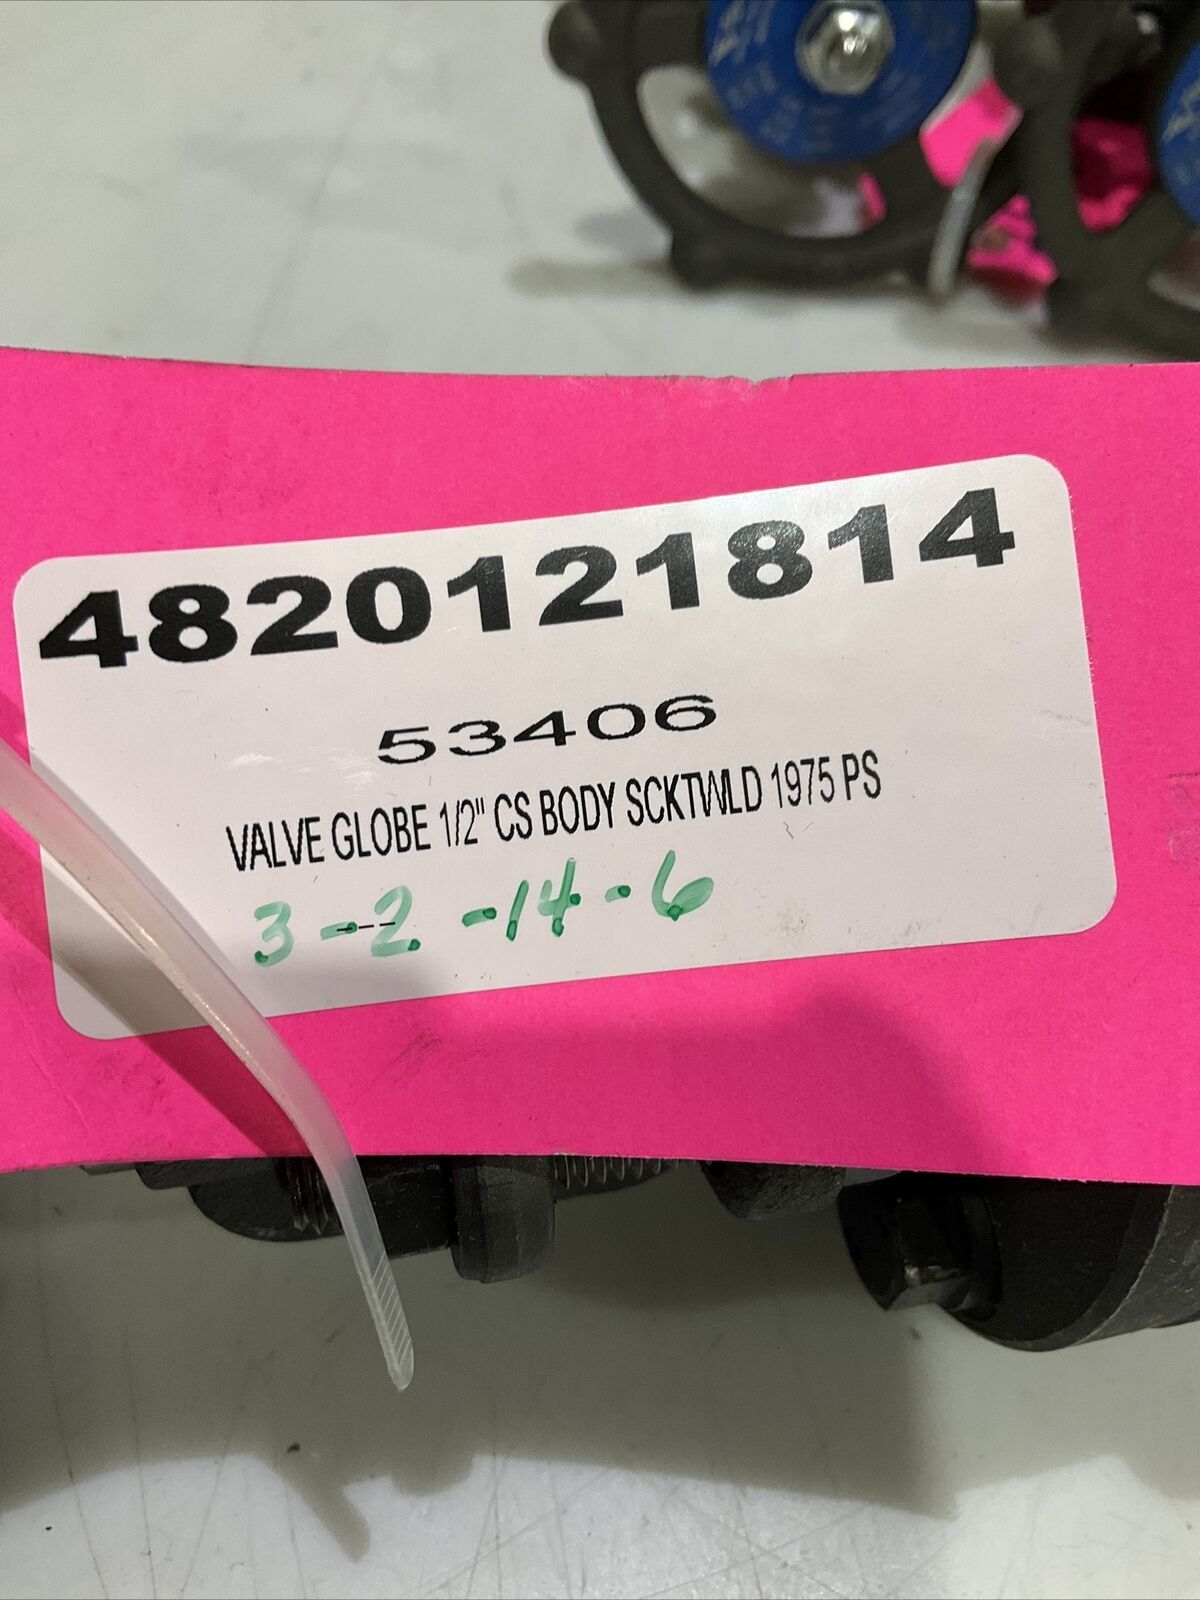 4820121814
53406
VALVE GLOBE 1/2" CS BODY SCKTWLD 1975 PS
3--2-14-6